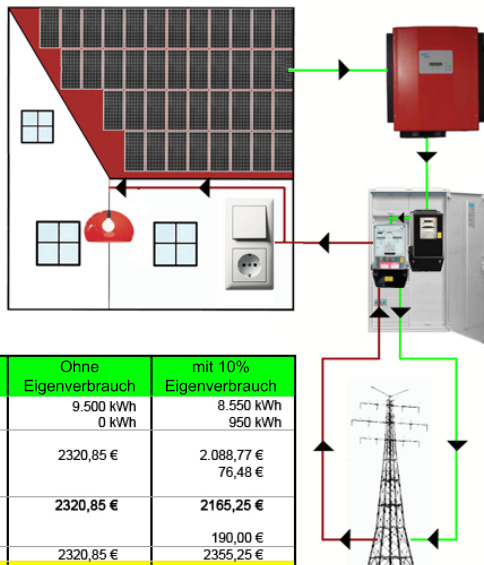 Ohne mit 10%
Eigenverbrauch Eigenverbrauch
9.500 kWh 8.550 kWh
0 kWh 950 kWh
2320,85 € 2.088,77 €
76,48 €
2320,85 € 2165,25 €
190,00 €
2320,85 € 2355,25 €